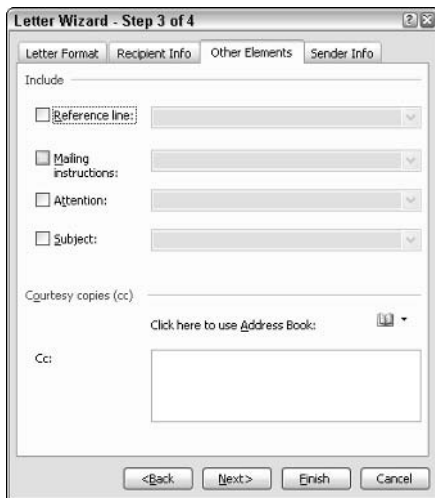 Letter Wizard - Step 3 of 4
Letter Format Recipient Info Other Elements Sender Info
Include
Reference line:
Mailing
instructions:
Attention:
Subject:
Courtesy copies (cc)
Click here to use Address Book:
Cc:
<Back Next> Finish Cancel